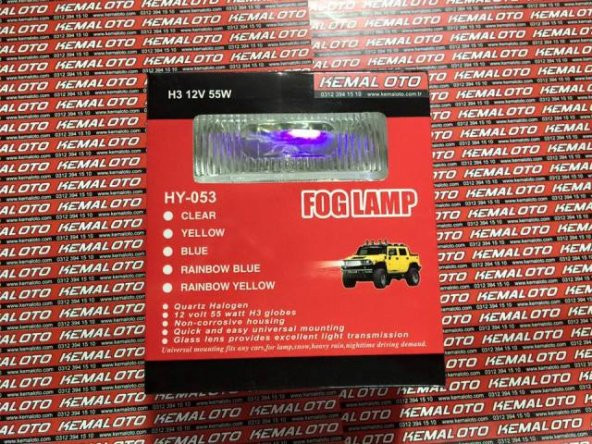 H3 12V 55W
KEMAL OTO
0312 394 15 10 www.kemaloto.com.tr
HY-053
FOG LAMP
CLEAR
YELLOW
BLUE
RAINBOW BLUE
RAINBOW YELLOW
Quartz Halogen
12 volt 55 watt H3 globes
Non-corrosive housing
Quick and easy universal mounting
Glass lens provides excellent light transmission
Universal mounting fits any cars,for lamp,snow,heavy rain,nighttime driving demand.